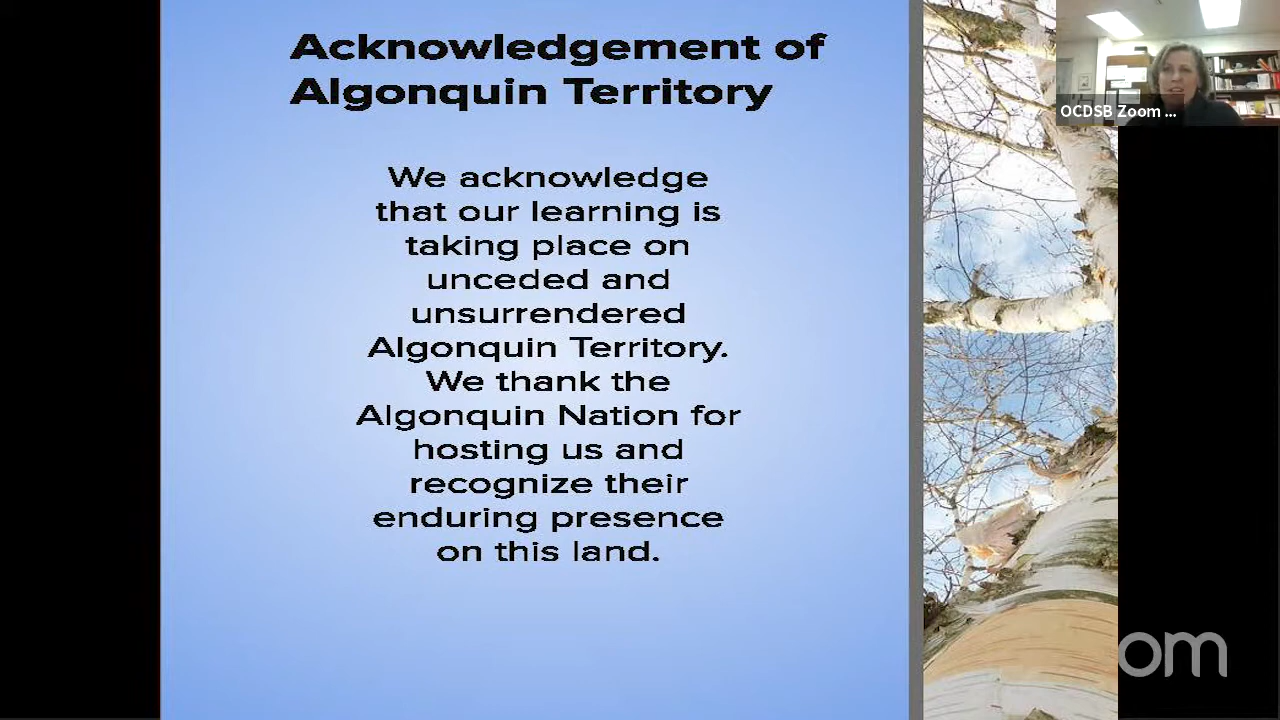 Acknowledgement of
Algonquin Territory
We acknowledge
that our learning is
taking place on
unceded and
unsurrendered
Algonquin Territory.
We thank the
Algonquin Nation for
hosting us and
recognize their
enduring presence
on this land.
OCDSB Zoom ...
om